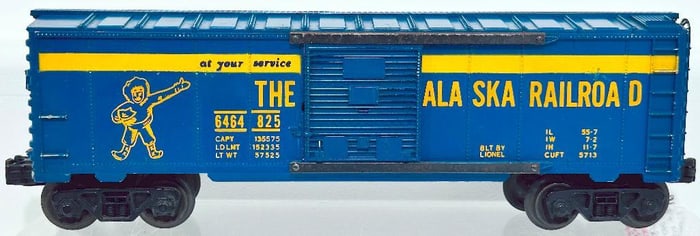 at your service
THE ALASKA RAILROAD
6464 825
CAPY 135575
LD LMT 152335
LT WT 57525
BLT BY
LIONEL
IL 55-7
IW 7-2
IH 11-7
CUFT 5713